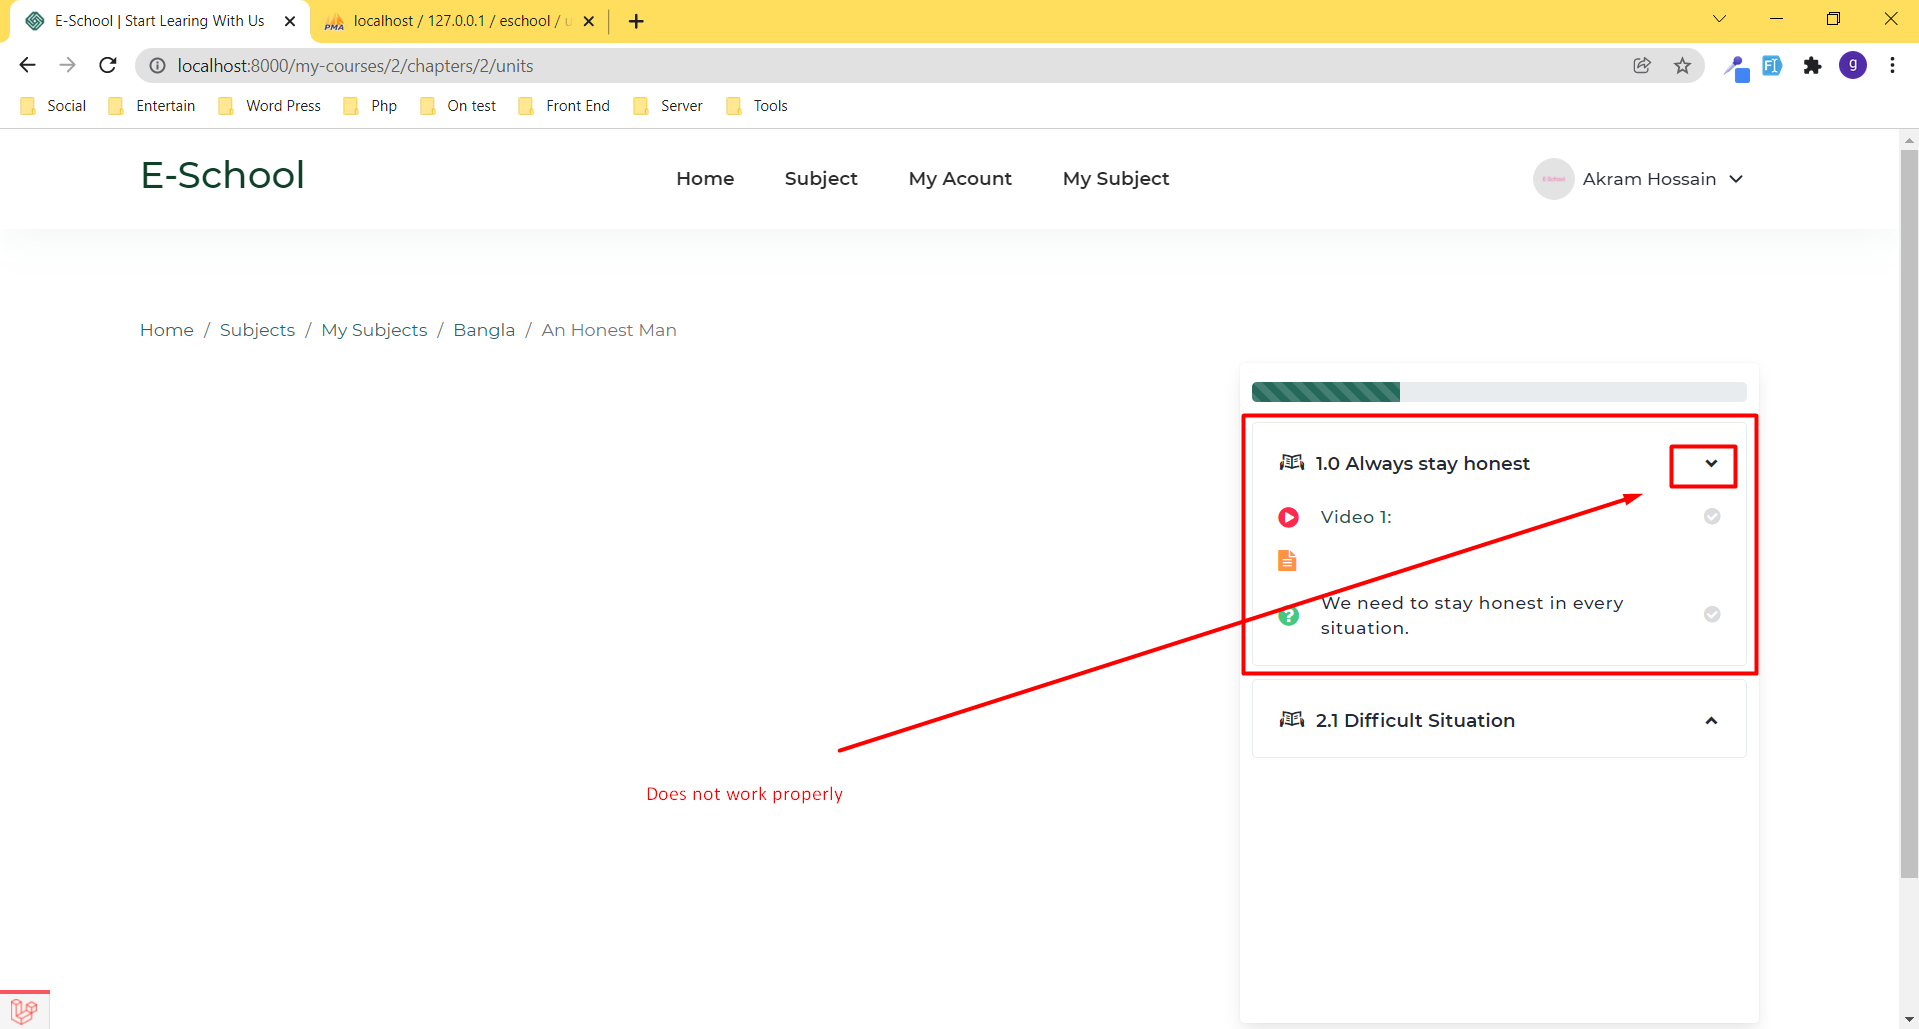 E-School | Start Learing With Us
localhost / 127.0.0.1 / eschool / u
localhost:8000/my-courses/2/chapters/2/units
g
Social Entertain Word Press Php On test Front End Server Tools
E-School
Home Subject My Acount My Subject
Akram Hossain
Home / Subjects / My Subjects / Bangla / An Honest Man
1.0 Always stay honest
Video 1:
We need to stay honest in every
situation.
2.1 Difficult Situation
Does not work properly